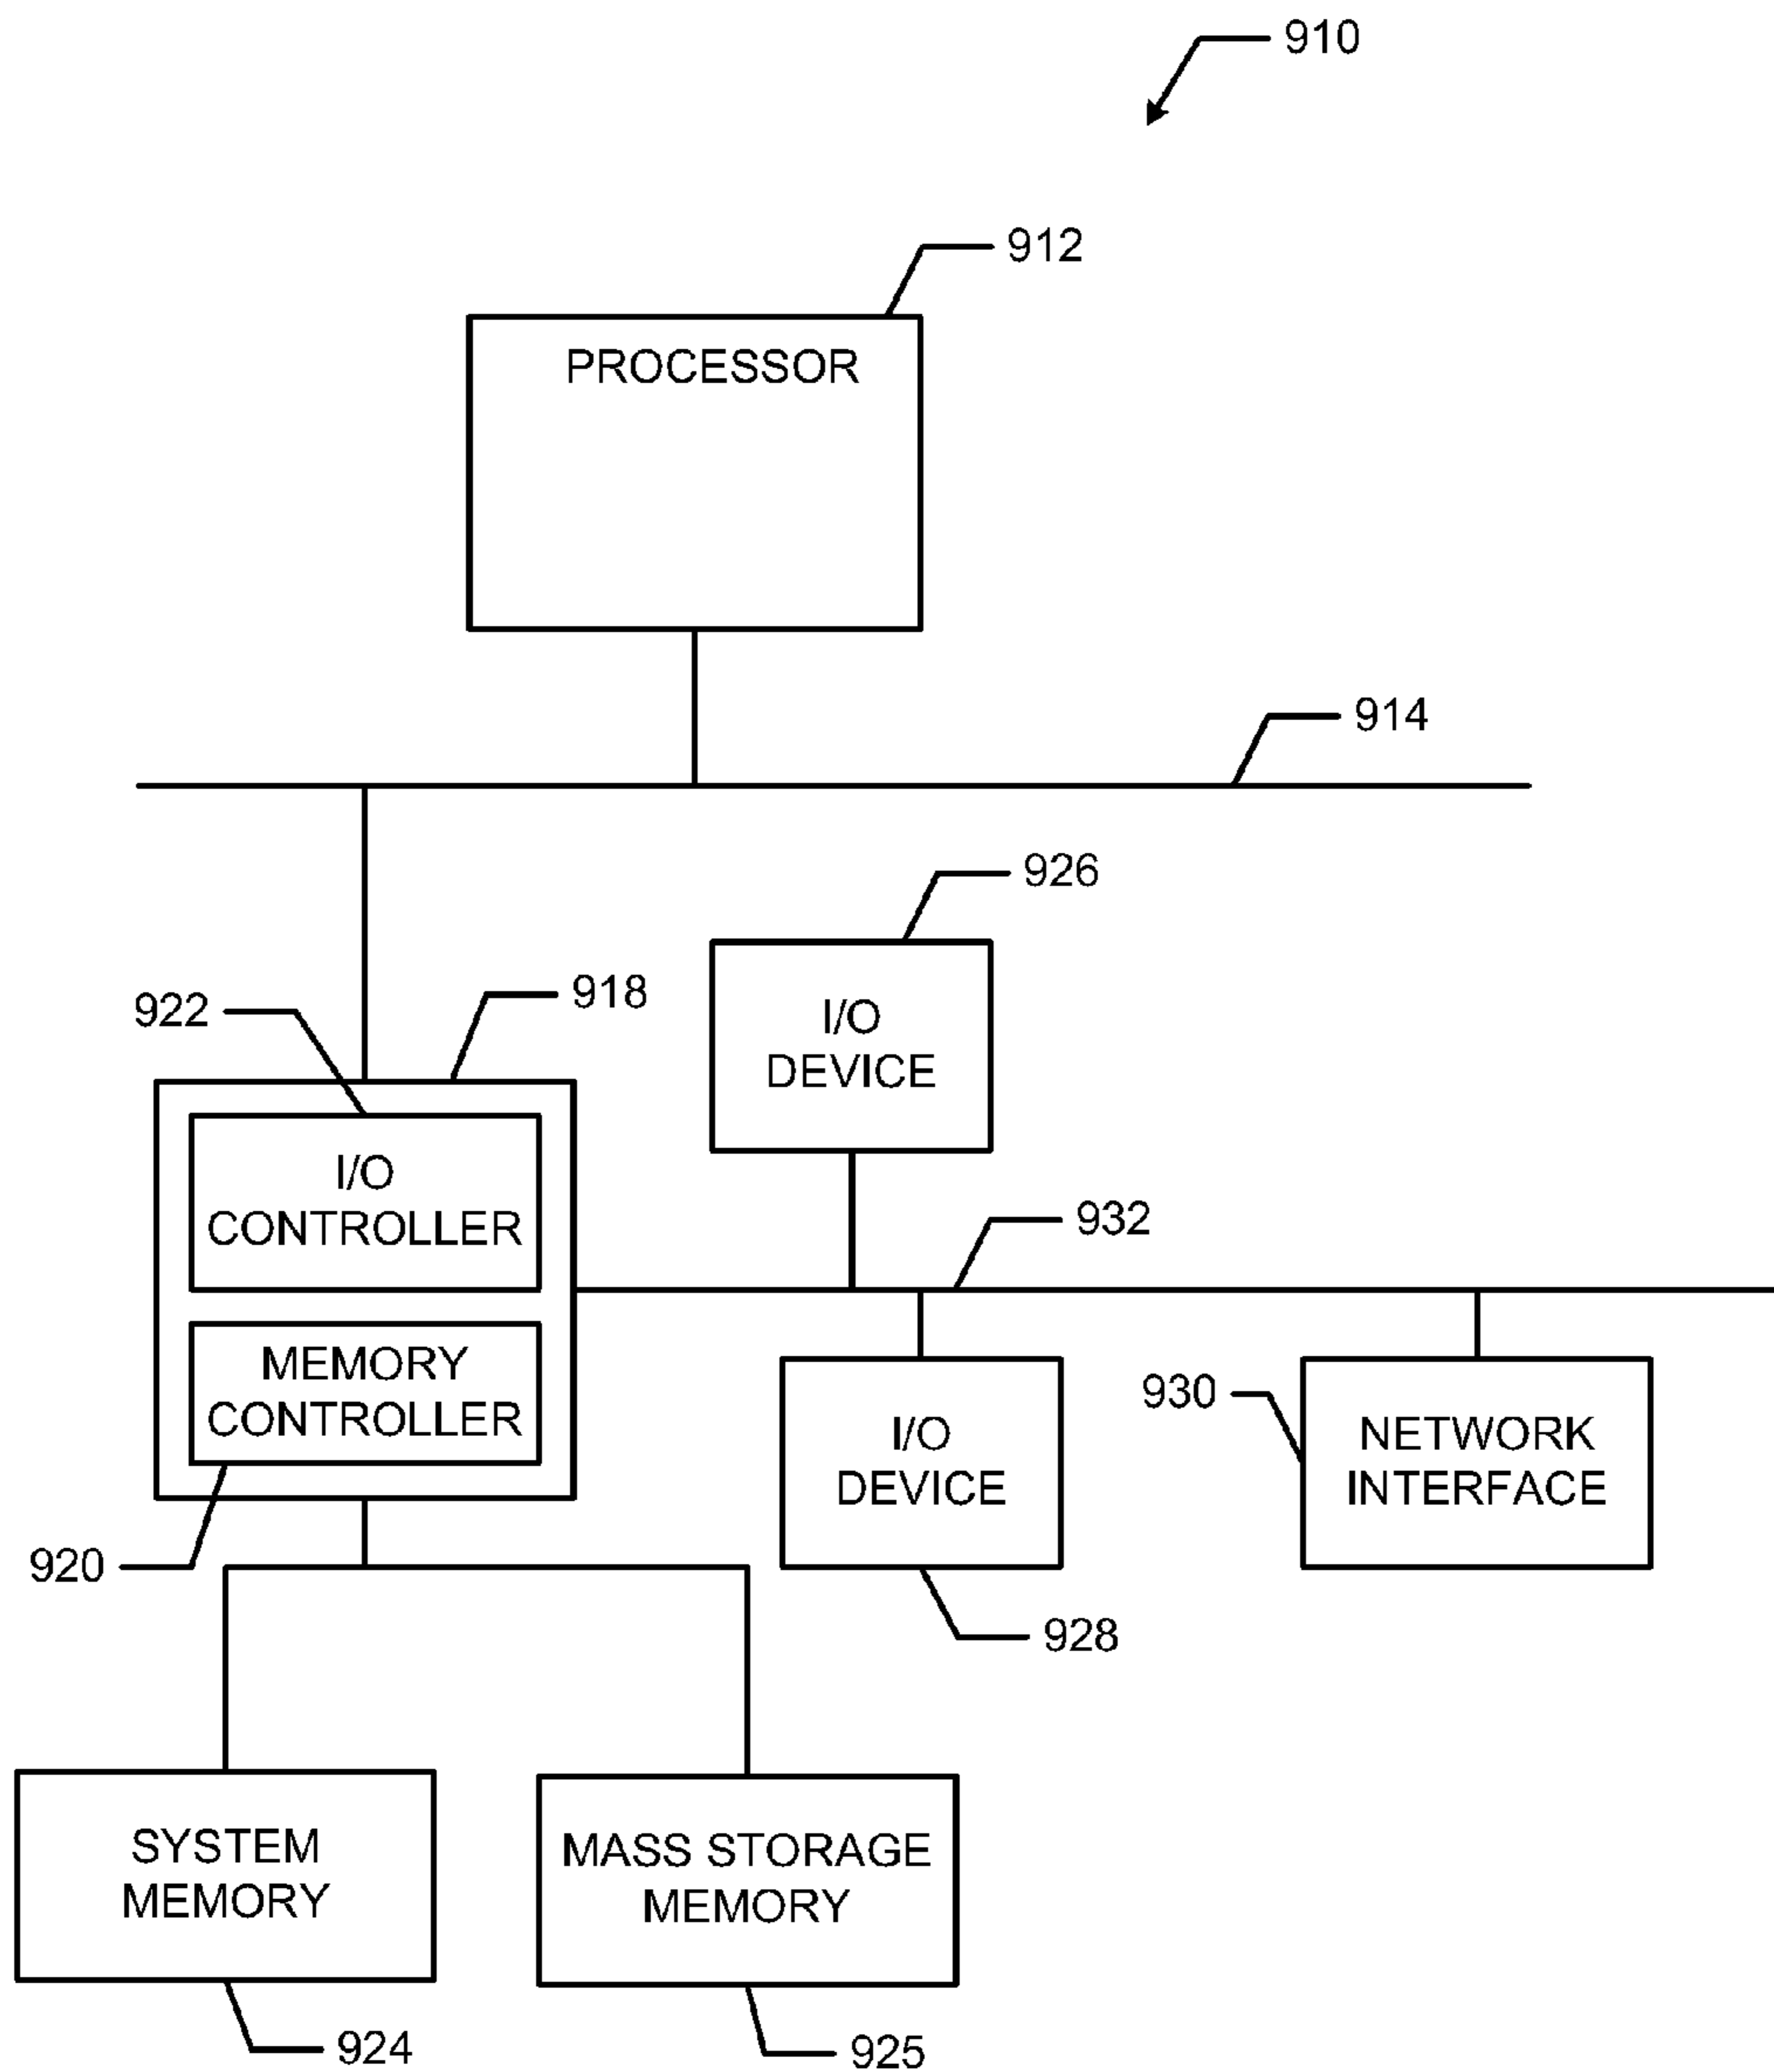 910
912
PROCESSOR
914
926
918
922
I/O
DEVICE
I/O
CONTROLLER
932
MEMORY
CONTROLLER
930
I/O
DEVICE
NETWORK
INTERFACE
920
928
SYSTEM
MEMORY
MASS STORAGE
MEMORY
924
925